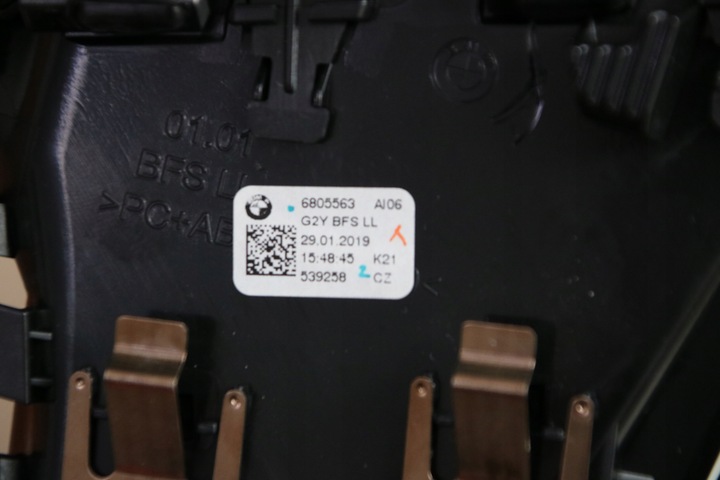 01.01
BFS LL
>PC+AB
6805563 AI06
G2Y BFS LL
29.01.2019
15:48:45 K21
539258 CZ